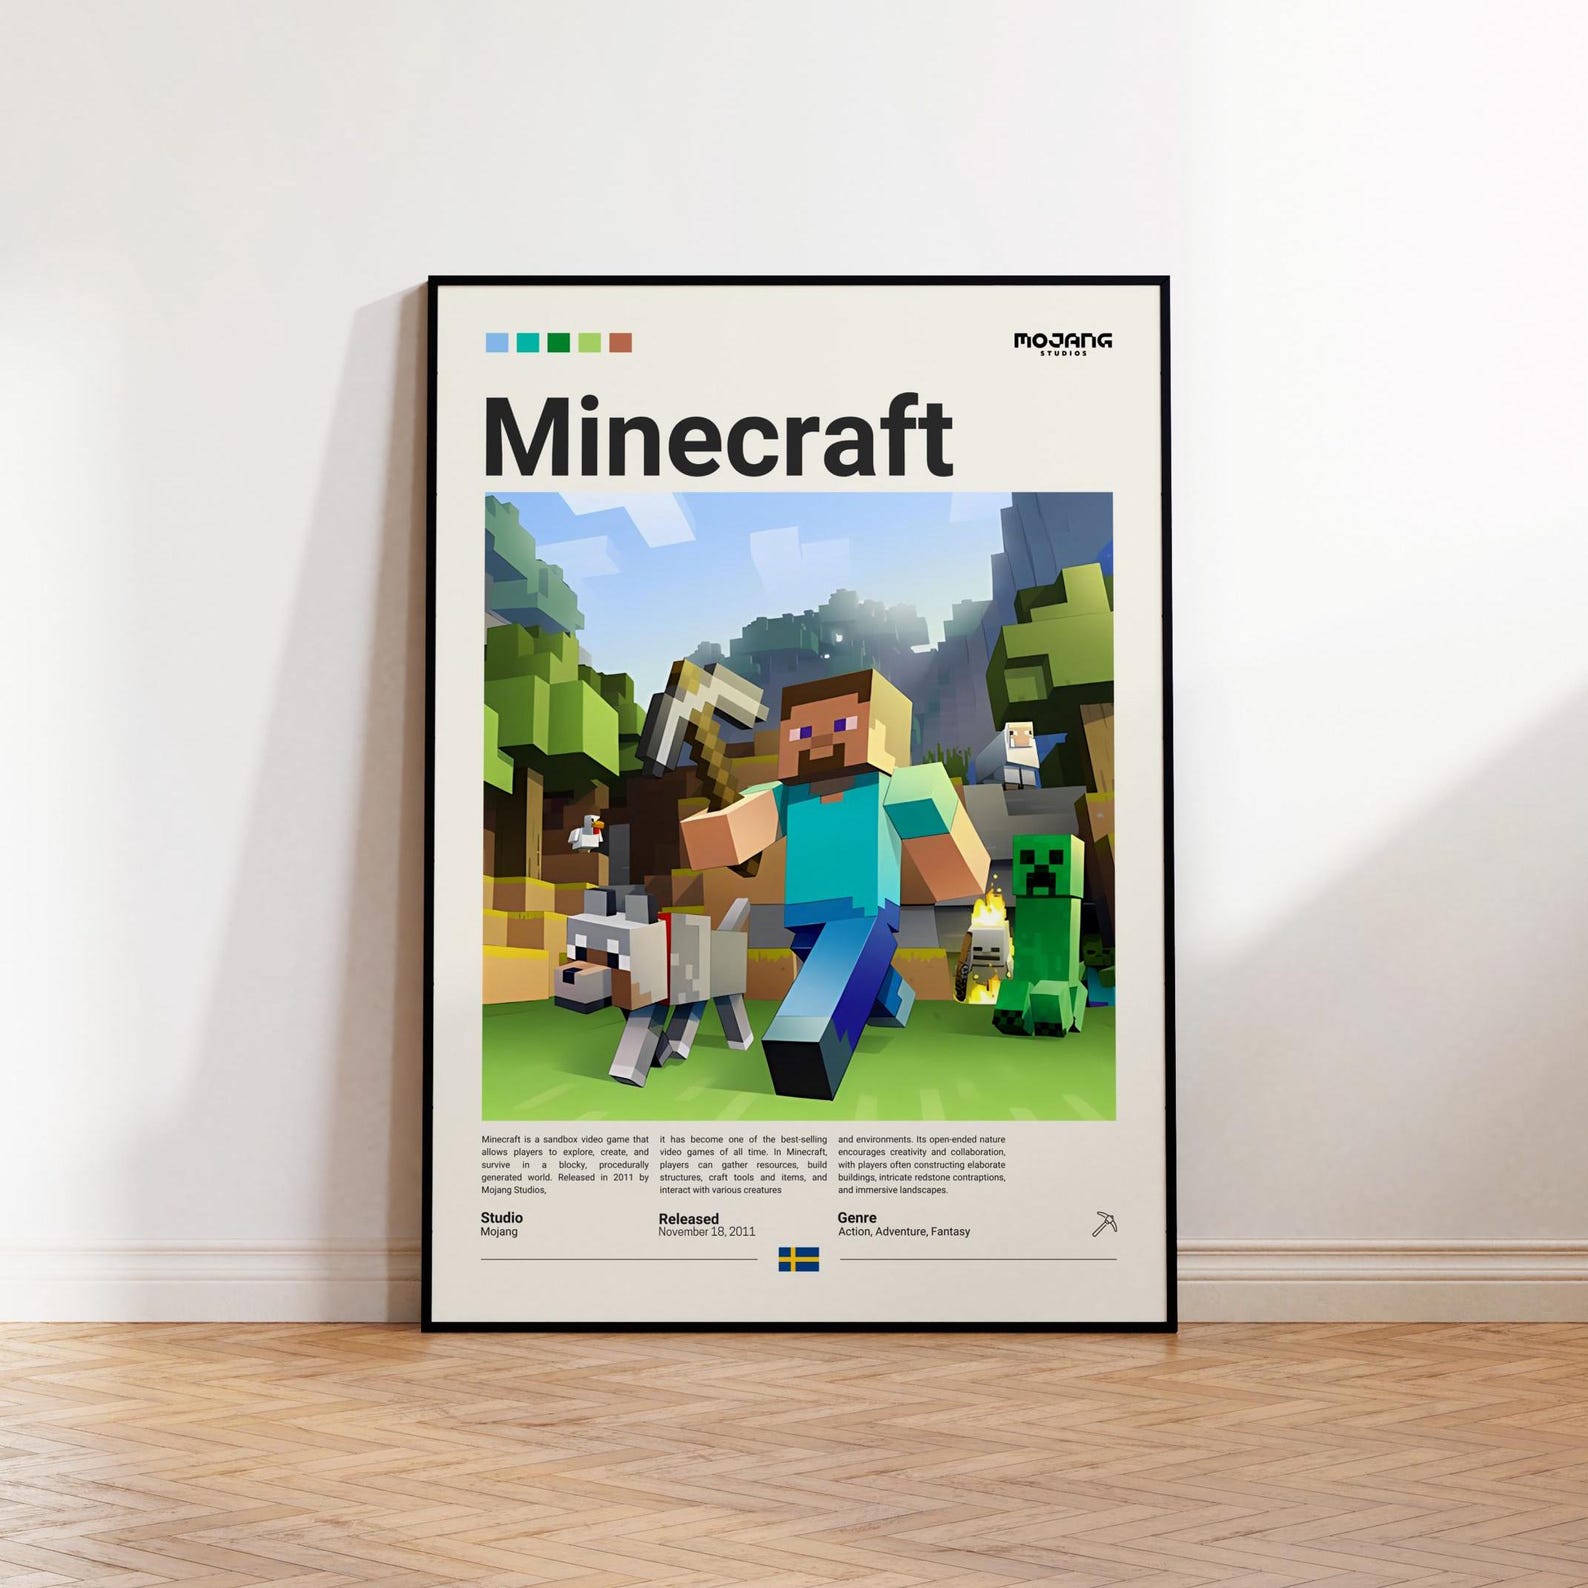 MOJANG
STUDIOS
Minecraft
Minecraft is a sandbox video game that
allows players to explore, create, and
survive in a blocky, procedurally
generated world. Released in 2011 by
Mojang Studios,
it has become one of the best-selling
video games of all time. In Minecraft,
players can gather resources, build
structures, craft tools and items, and
interact with various creatures
and environments. Its open-ended nature
encourages creativity and collaboration,
with players often constructing elaborate
buildings, intricate redstone contraptions,
and immersive landscapes.
Studio
Mojang
Released
November 18, 2011
Genre
Action, Adventure, Fantasy